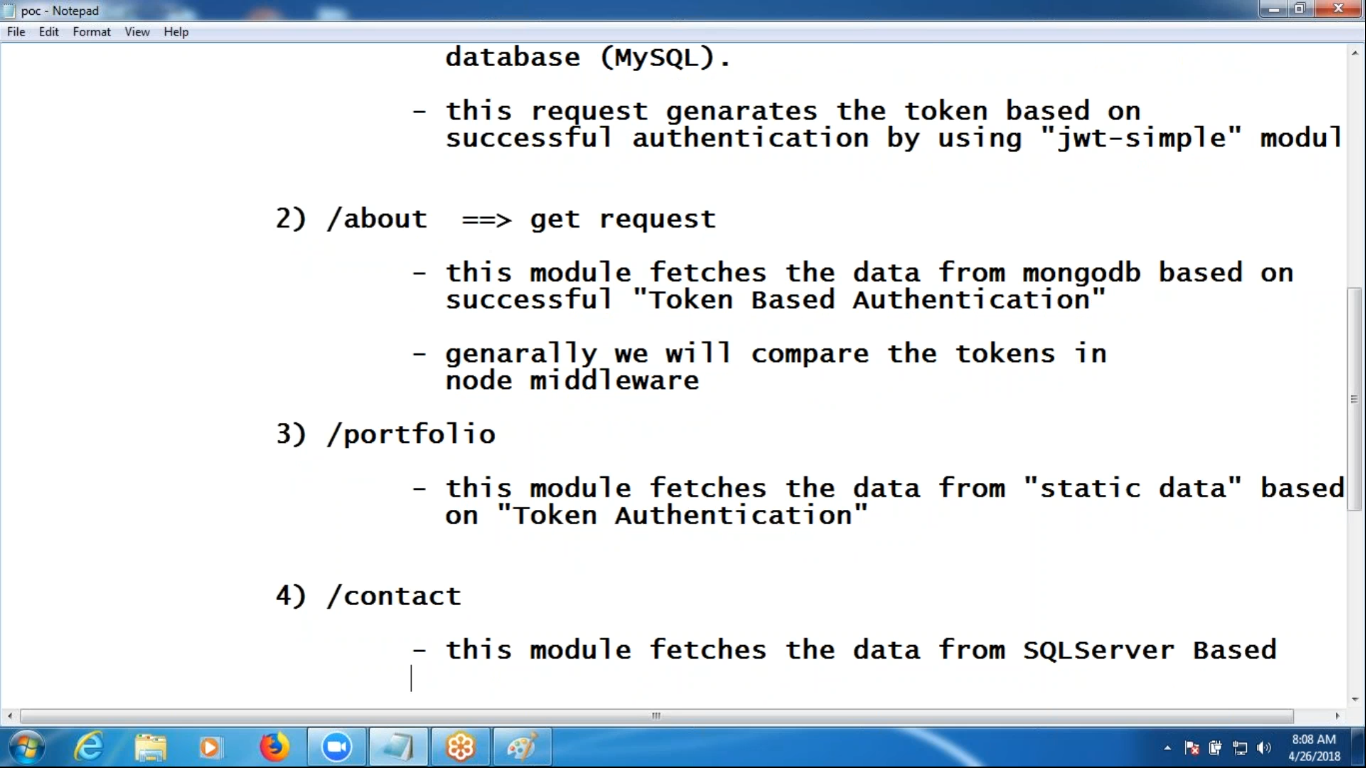 poc - Notepad
File Edit Format View Help
database (MySQL).
- this request genarates the token based on
successful authentication by using "jwt-simple" modul
2) /about ==> get request
- this module fetches the data from mongodb based on
successful "Token Based Authentication"
- genarally we will compare the tokens in
node middleware
3) /portfolio
- this module fetches the data from "static data" based
on "Token Authentication"
4) /contact
- this module fetches the data from SQLServer Based
8:08 AM
4/26/2018